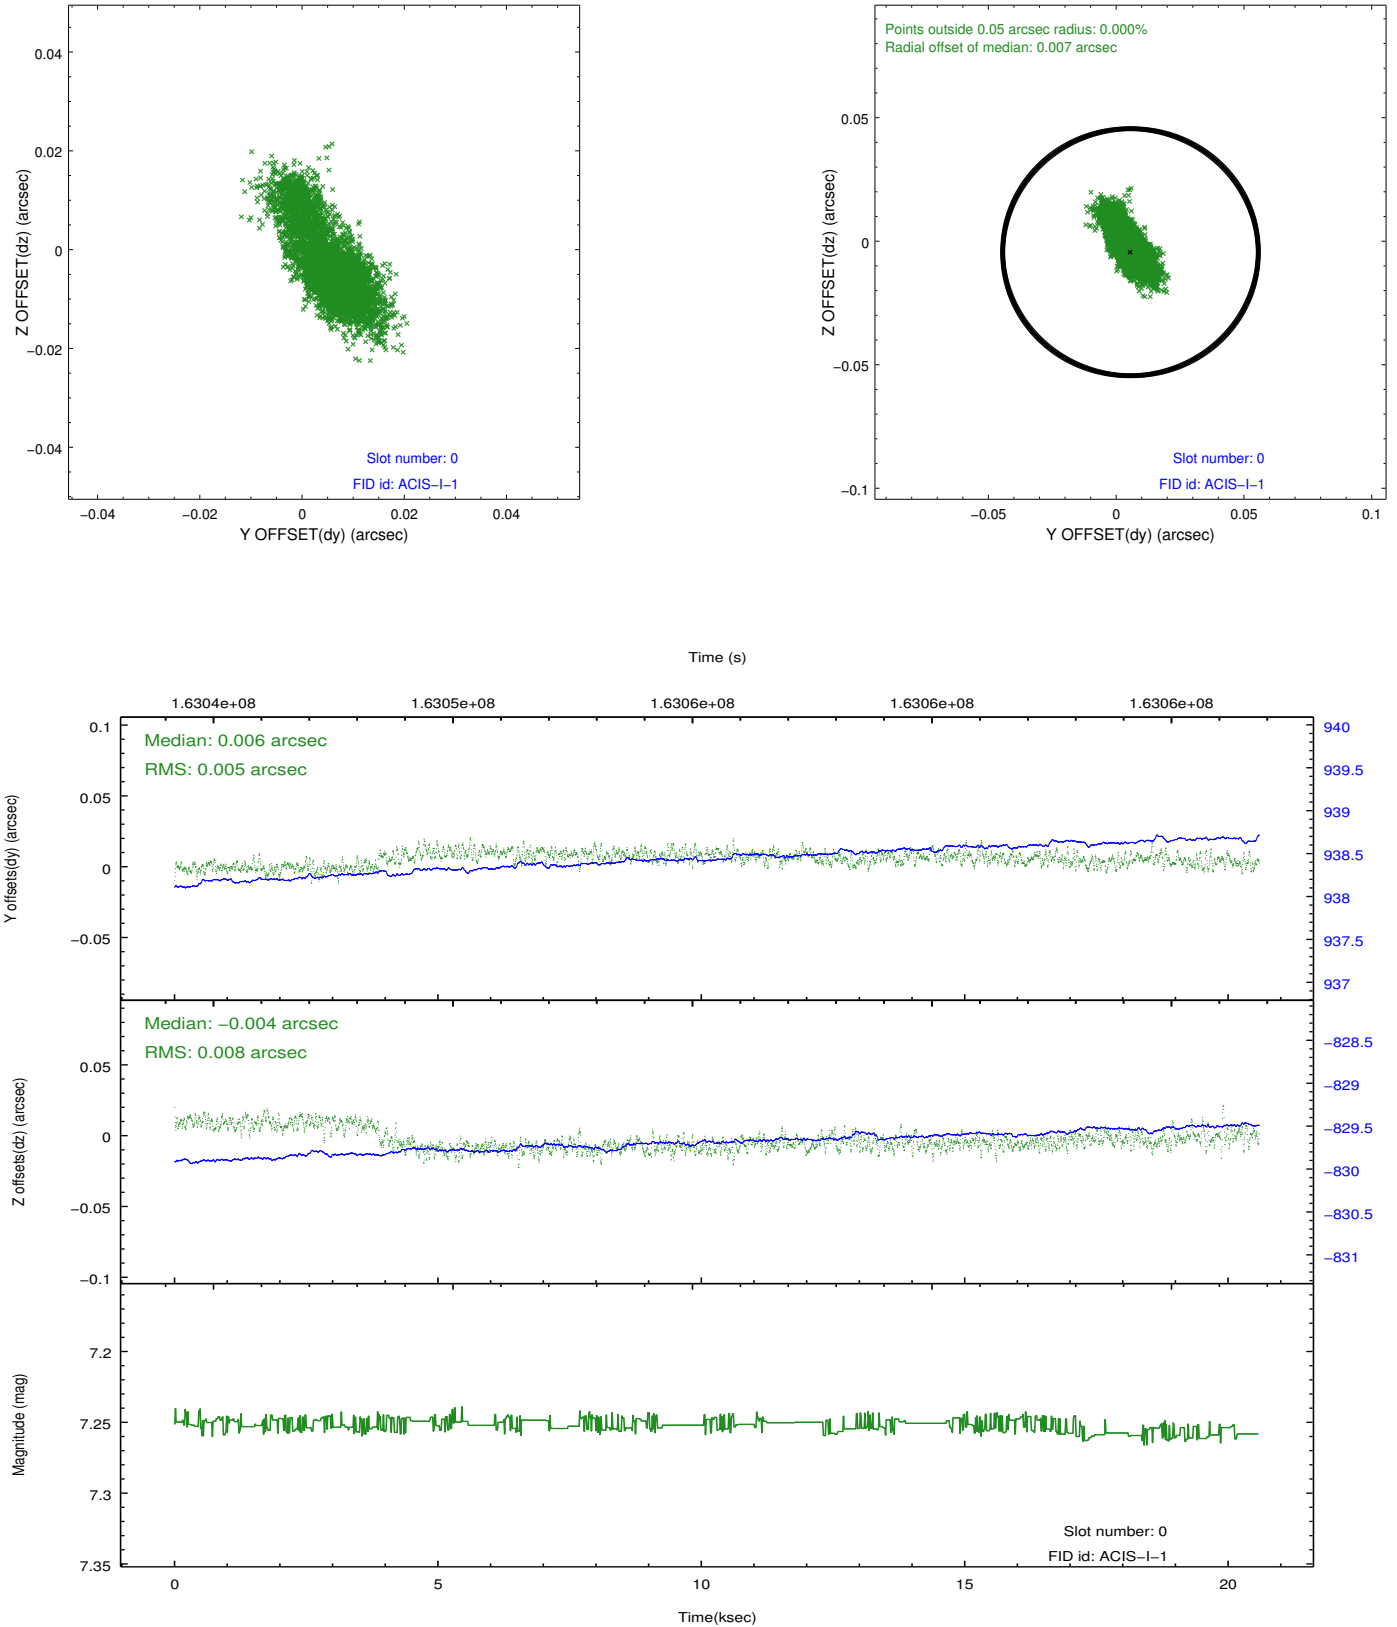 0.04
0.02
0
−0.02
−0.04
Z OFFSET(dz) (arcsec)
−0.04 −0.02 0 0.02 0.04
Y OFFSET(dy) (arcsec)
Slot number: 0
FID id: ACIS−I−1
Points outside 0.05 arcsec radius: 0.000%
Radial offset of median: 0.007 arcsec
0.05
0
−0.05
−0.1
Z OFFSET(dz) (arcsec)
Slot number: 0
FID id: ACIS−I−1
−0.05 0 0.05 0.1
Y OFFSET(dy) (arcsec)
Time (s)
1.6304e+08 1.6305e+08 1.6306e+08 1.6306e+08 1.6306e+08
Median: 0.006 arcsec
RMS: 0.005 arcsec
0.1
0.05
0
−0.05
Y offsets(dy) (arcsec)
940
939.5
939
938.5
938
937.5
937
Median: −0.004 arcsec
RMS: 0.008 arcsec
0.05
0
−0.05
−0.1
Z offsets(dz) (arcsec)
−828.5
−829
−829.5
−830
−830.5
−831
7.2
7.25
7.3
7.35
Magnitude (mag)
Slot number: 0
FID id: ACIS−I−1
0 5 10 15 20
Time(ksec)